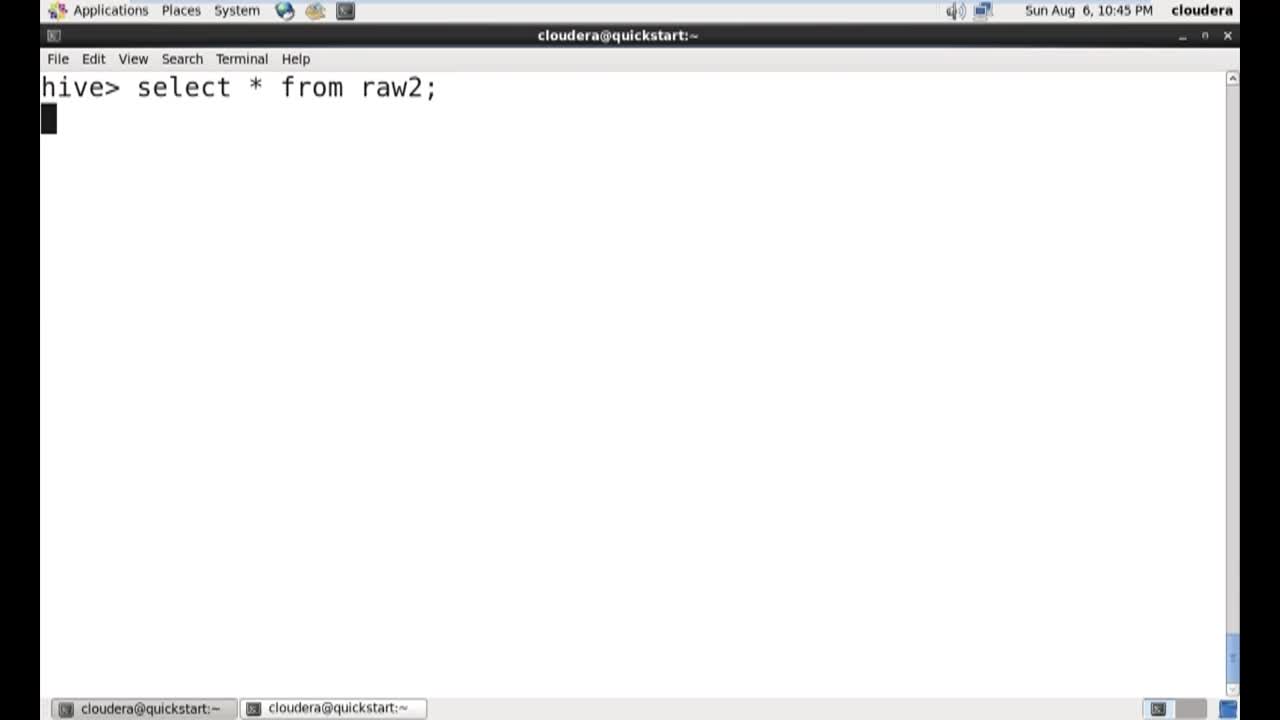 Applications Places System Sun Aug 6, 10:45 PM cloudera
cloudera@quickstart:~
File Edit View Search Terminal Help
hive> select * from raw2;
cloudera@quickstart:~ cloudera@quickstart:~